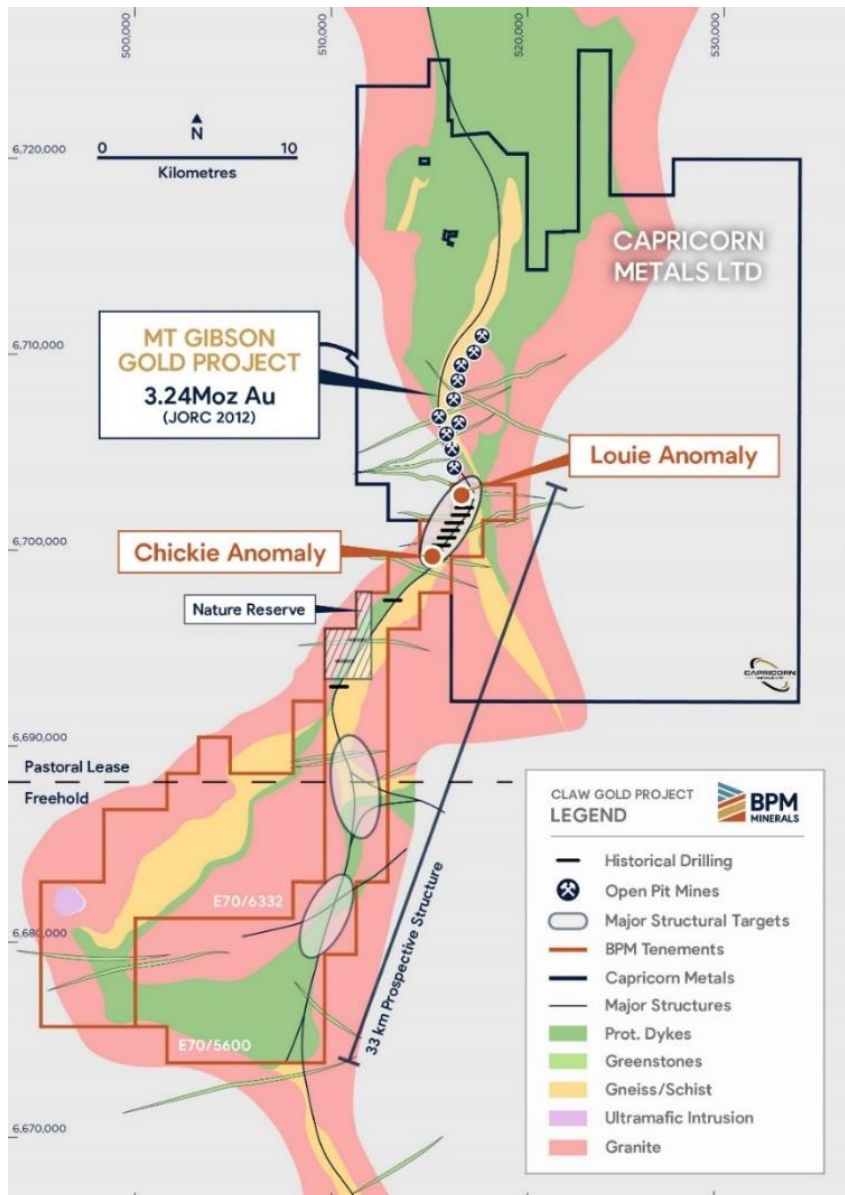 500,000
510,000
520,000
530,000
6,720,000
N
0 10
Kilometres
CAPRICORN
METALS LTD
6,710,000
MT GIBSON
GOLD PROJECT
3.24Moz Au
(JORC 2012)
Louie Anomaly
6,700,000
Chickie Anomaly
Nature Reserve
CAPRICORN
METALS LTD
6,690,000
Pastoral Lease
Freehold
33 km Prospective Structure
E70/6332
6,680,000
E70/5600
6,670,000
CLAW GOLD PROJECT
LEGEND
BPM
MINERALS
Historical Drilling
Open Pit Mines
Major Structural Targets
BPM Tenements
Capricorn Metals
Major Structures
Prot. Dykes
Greenstones
Gneiss/Schist
Ultramafic Intrusion
Granite